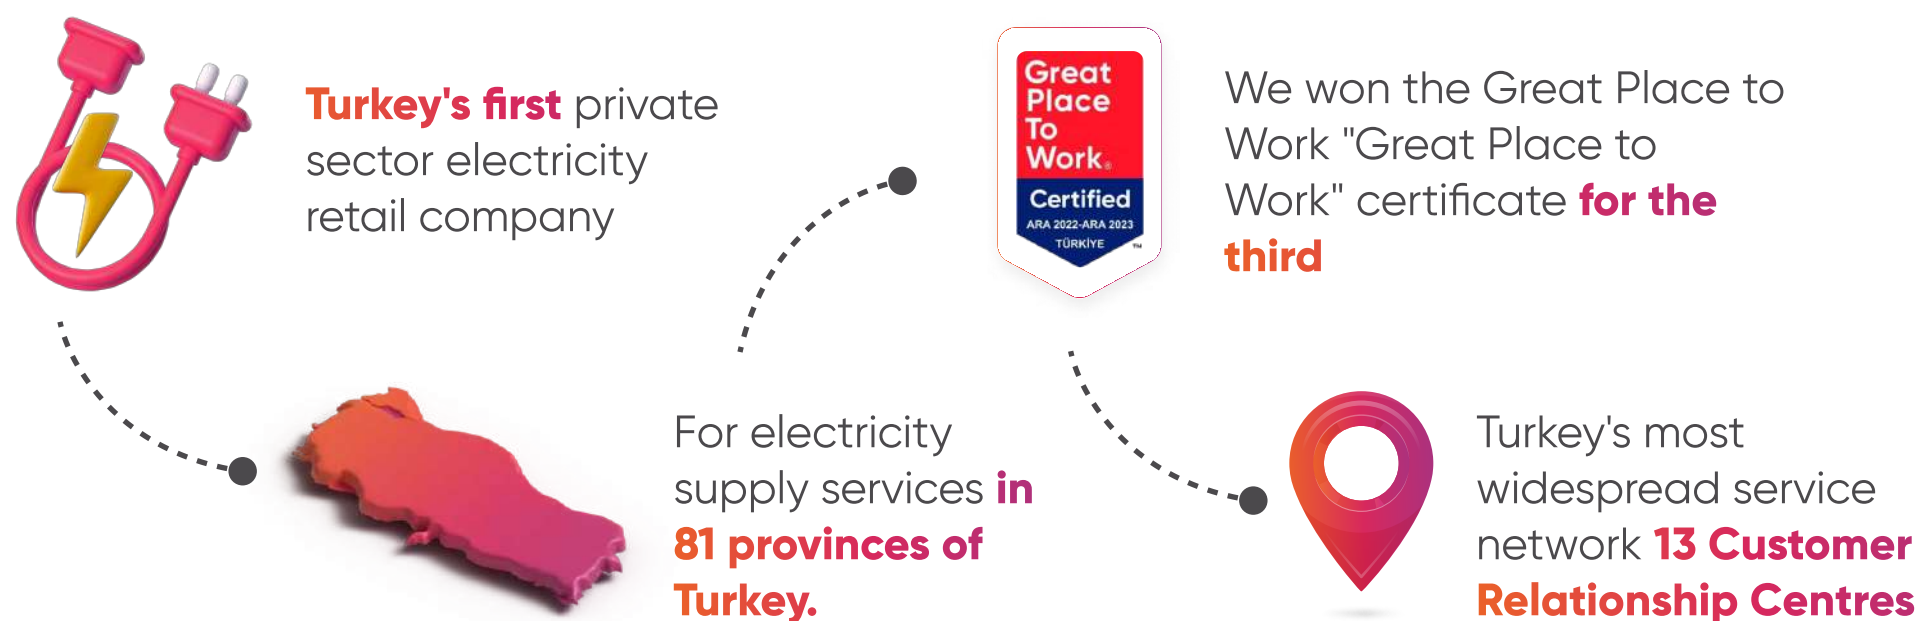 Turkey's first private
sector electricity
retail company
For electricity
supply services in
81 provinces of
Turkey.
Great
Place
To
Work®
Certified
ARA 2022-ARA 2023
TÜRKİYE
™
We won the Great Place to
Work "Great Place to
Work" certificate for the
third
Turkey's most
widespread service
network 13 Customer
Relationship Centres